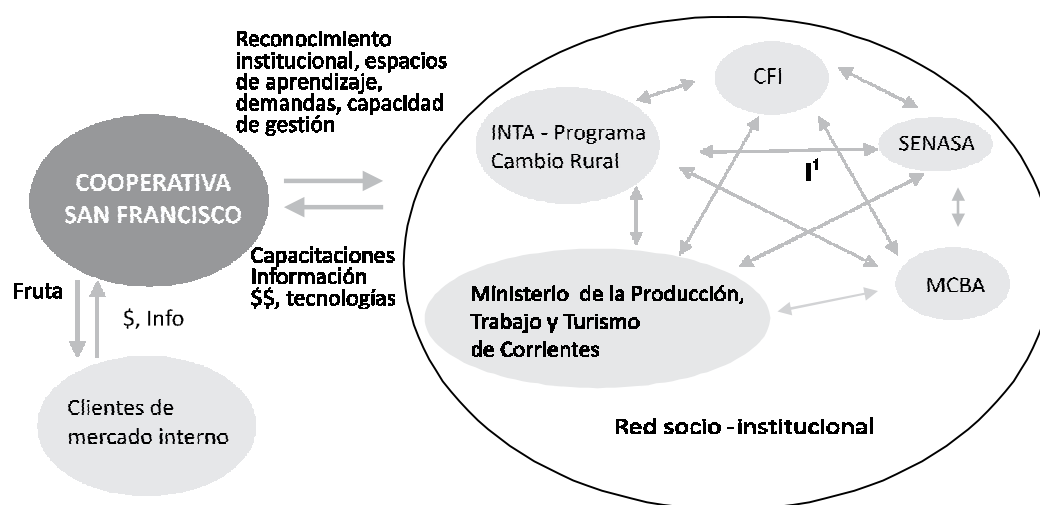 Reconocimiento
institucional, espacios
de aprendizaje,
demandas, capacidad
de gestión
COOPERATIVA
SAN FRANCISCO
Capacitaciones
Información
$$, tecnologías
Fruta
$, Info
Clientes de
mercado interno
CFI
INTA - Programa
Cambio Rural
SENASA
I¹
MCBA
Ministerio de la Producción,
Trabajo y Turismo
de Corrientes
Red socio -institucional